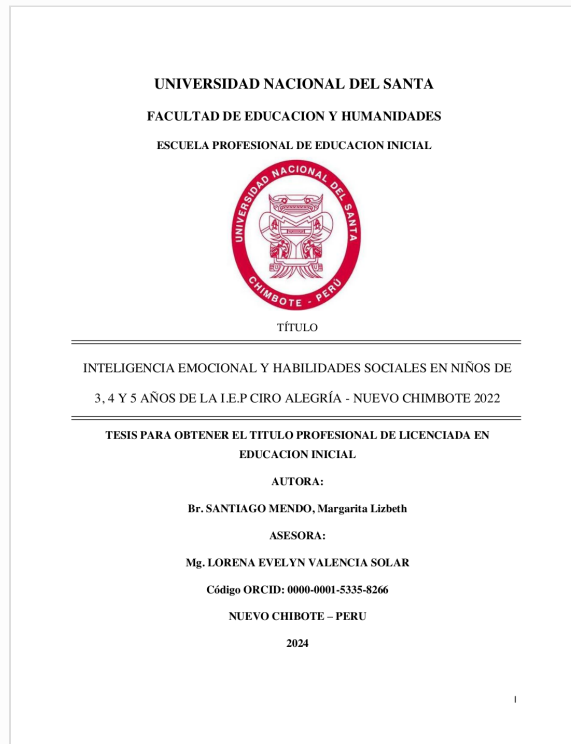 UNIVERSIDAD NACIONAL DEL SANTA
FACULTAD DE EDUCACION Y HUMANIDADES
ESCUELA PROFESIONAL DE EDUCACION INICIAL
UNIVERSIDAD NACIONAL DEL SANTA
CHIMBOTE - PERÚ
TÍTULO
INTELIGENCIA EMOCIONAL Y HABILIDADES SOCIALES EN NIÑOS DE
3, 4 Y 5 AÑOS DE LA I.E.P CIRO ALEGRÍA - NUEVO CHIMBOTE 2022
TESIS PARA OBTENER EL TITULO PROFESIONAL DE LICENCIADA EN
EDUCACION INICIAL
AUTORA:
Br. SANTIAGO MENDO, Margarita Lizbeth
ASESORA:
Mg. LORENA EVELYN VALENCIA SOLAR
Código ORCID: 0000-0001-5335-8266
NUEVO CHIBOTE – PERU
2024
I